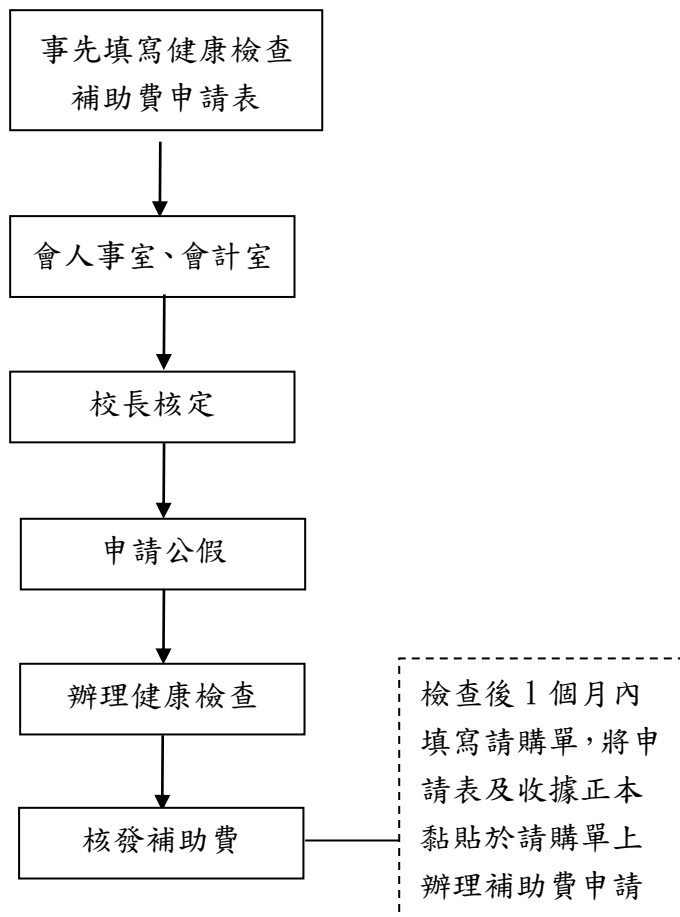 事先填寫健康檢查
補助費申請表
會人事室、會計室
校長核定
申請公假
辦理健康檢查
核發補助費
檢查後1個月內
填寫請購單，將申
請表及收據正本
黏貼於請購單上
辦理補助費申請